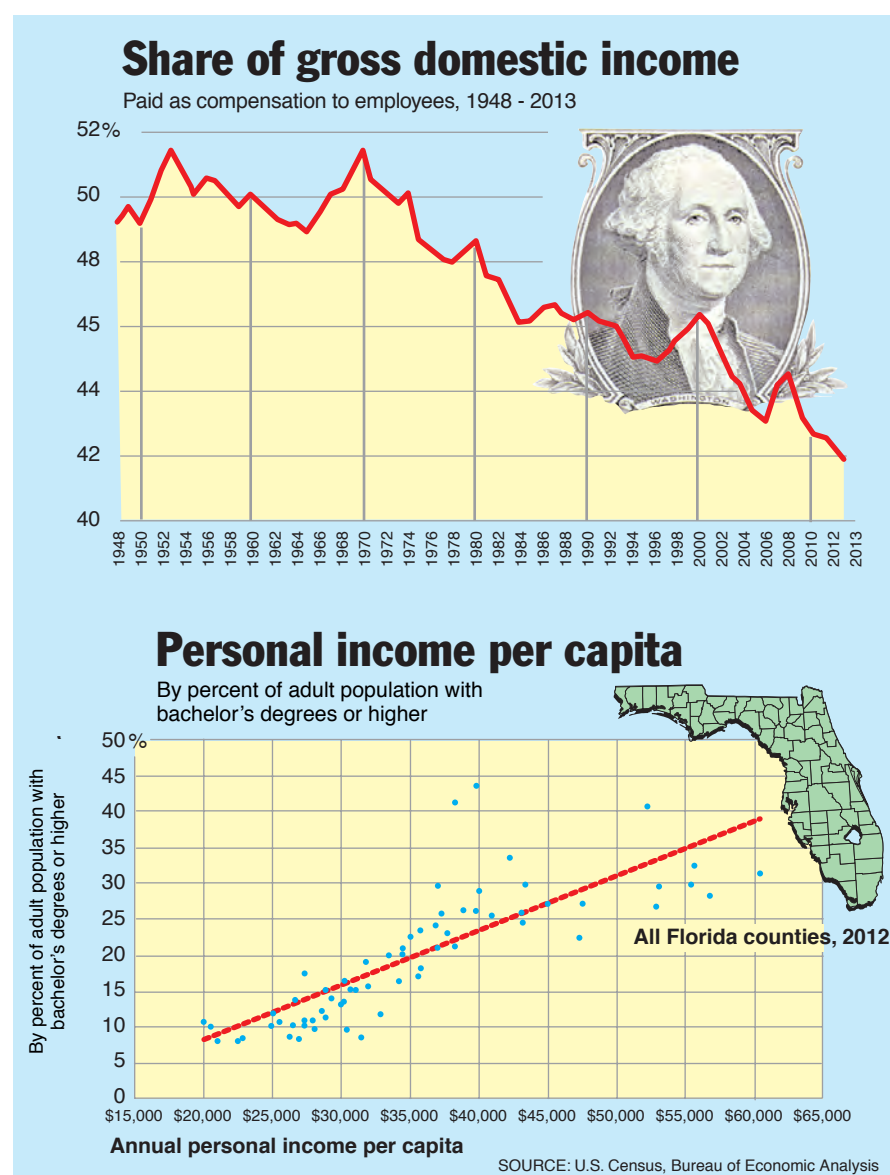 Share of gross domestic income
Paid as compensation to employees, 1948 - 2013
52%
50
48
45
44
42
40
WASHINGTON
1948 1950 1952 1954 1956 1958 1960 1962 1964 1966 1968 1970 1972 1974 1976 1978 1980 1982 1984 1986 1988 1990 1992 1994 1996 1998 2000 2002 2004 2006 2008 2010 2012 2013
Personal income per capita
By percent of adult population with
bachelor's degrees or higher
By percent of adult population with
bachelor's degrees or higher
50%
45
40
35
30
25
20
15
10
5
0
All Florida counties, 2012
$15,000 $20,000 $25,000 $30,000 $35,000 $40,000 $45,000 $50,000 $55,000 $60,000 $65,000
Annual personal income per capita
SOURCE: U.S. Census, Bureau of Economic Analysis